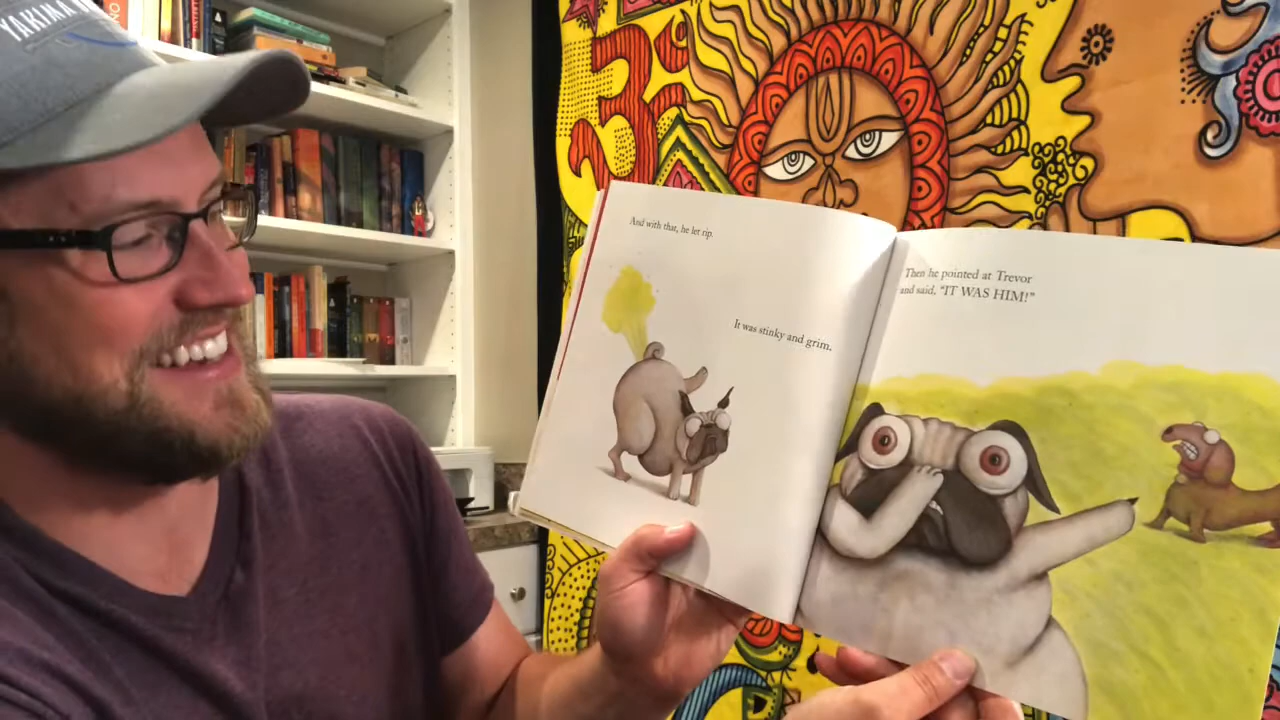 YAKIMA
And with that, he let rip.
It was stinky and grim.
Then he pointed at Trevor
and said, "IT WAS HIM!"